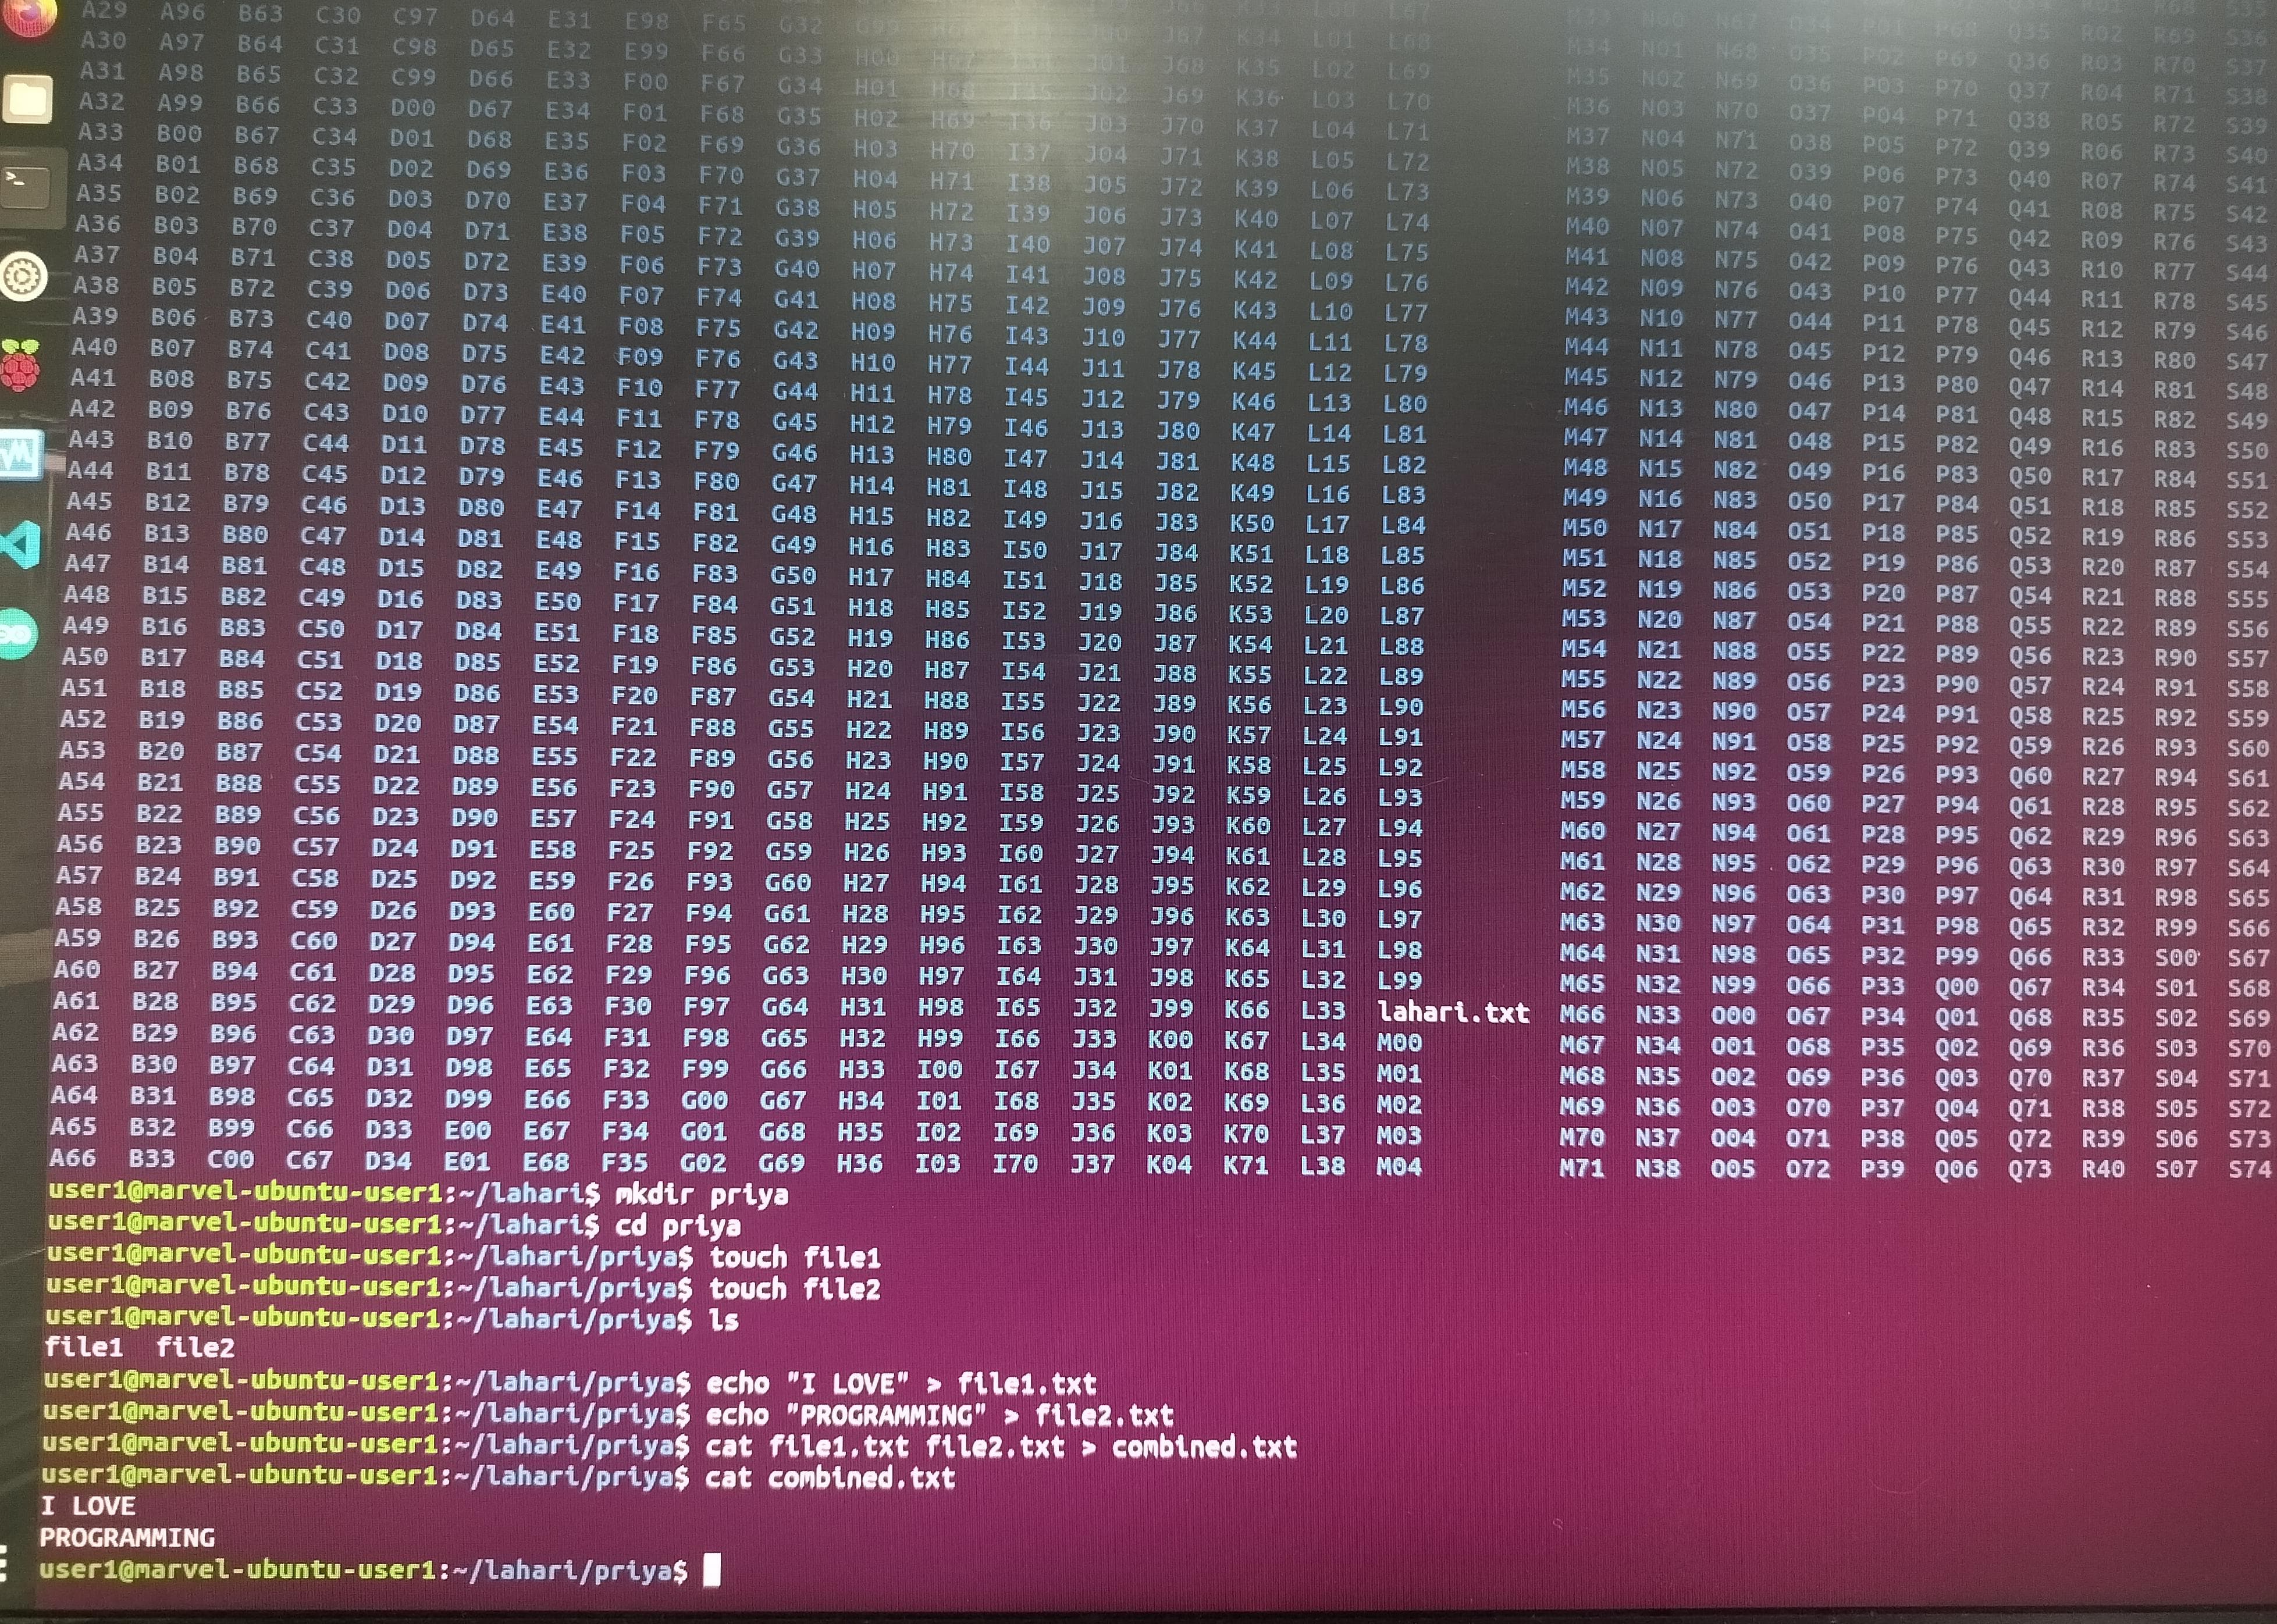 A29 A96 B63 C30 C97 D64 E31 E98 F65 G32 G99 J67 K34 L01 L68 M34 N01 N68 O35 P02 P69 Q36 R03 R70 S37
A30 A97 B64 C31 C98 D65 E32 E99 F66 G33 H00 H67 J01 J68 K35 L02 L69 M35 N02 N69 O36 P03 P70 Q37 R04 R71 S38
A31 A98 B65 C32 C99 D66 E33 F00 F67 G34 H01 H68 I35 J02 J69 K36 L03 L70 M36 N03 N70 O37 P04 P71 Q38 R05 R72 S39
A32 A99 B66 C33 D00 D67 E34 F01 F68 G35 H02 H69 I36 J03 J70 K37 L04 L71 M37 N04 N71 O38 P05 P72 Q39 R06 R73 S40
A33 B00 B67 C34 D01 D68 E35 F02 F69 G36 H03 H70 I37 J04 J71 K38 L05 L72 M38 N05 N72 O39 P06 P73 Q40 R07 R74 S41
A34 B01 B68 C35 D02 D69 E36 F03 F70 G37 H04 H71 I38 J05 J72 K39 L06 L73 M39 N06 N73 O40 P07 P74 Q41 R08 R75 S42
A35 B02 B69 C36 D03 D70 E37 F04 F71 G38 H05 H72 I39 J06 J73 K40 L07 L74 M40 N07 N74 O41 P08 P75 Q42 R09 R76 S43
A36 B03 B70 C37 D04 D71 E38 F05 F72 G39 H06 H73 I40 J07 J74 K41 L08 L75 M41 N08 N75 O42 P09 P76 Q43 R10 R77 S44
A37 B04 B71 C38 D05 D72 E39 F06 F73 G40 H07 H74 I41 J08 J75 K42 L09 L76 M42 N09 N76 O43 P10 P77 Q44 R11 R78 S45
A38 B05 B72 C39 D06 D73 E40 F07 F74 G41 H08 H75 I42 J09 J76 K43 L10 L77 M43 N10 N77 O44 P11 P78 Q45 R12 R79 S46
A39 B06 B73 C40 D07 D74 E41 F08 F75 G42 H09 H76 I43 J10 J77 K44 L11 L78 M44 N11 N78 O45 P12 P79 Q46 R13 R80 S47
A40 B07 B74 C41 D08 D75 E42 F09 F76 G43 H10 H77 I44 J11 J78 K45 L12 L79 M45 N12 N79 O46 P13 P80 Q47 R14 R81 S48
A41 B08 B75 C42 D09 D76 E43 F10 F77 G44 H11 H78 I45 J12 J79 K46 L13 L80 M46 N13 N80 O47 P14 P81 Q48 R15 R82 S49
A42 B09 B76 C43 D10 D77 E44 F11 F78 G45 H12 H79 I46 J13 J80 K47 L14 L81 M47 N14 N81 O48 P15 P82 Q49 R16 R83 S50
A43 B10 B77 C44 D11 D78 E45 F12 F79 G46 H13 H80 I47 J14 J81 K48 L15 L82 M48 N15 N82 O49 P16 P83 Q50 R17 R84 S51
A44 B11 B78 C45 D12 D79 E46 F13 F80 G47 H14 H81 I48 J15 J82 K49 L16 L83 M49 N16 N83 O50 P17 P84 Q51 R18 R85 S52
A45 B12 B79 C46 D13 D80 E47 F14 F81 G48 H15 H82 I49 J16 J83 K50 L17 L84 M50 N17 N84 O51 P18 P85 Q52 R19 R86 S53
A46 B13 B80 C47 D14 D81 E48 F15 F82 G49 H16 H83 I50 J17 J84 K51 L18 L85 M51 N18 N85 O52 P19 P86 Q53 R20 R87 S54
A47 B14 B81 C48 D15 D82 E49 F16 F83 G50 H17 H84 I51 J18 J85 K52 L19 L86 M52 N19 N86 O53 P20 P87 Q54 R21 R88 S55
A48 B15 B82 C49 D16 D83 E50 F17 F84 G51 H18 H85 I52 J19 J86 K53 L20 L87 M53 N20 N87 O54 P21 P88 Q55 R22 R89 S56
A49 B16 B83 C50 D17 D84 E51 F18 F85 G52 H19 H86 I53 J20 J87 K54 L21 L88 M54 N21 N88 O55 P22 P89 Q56 R23 R90 S57
A50 B17 B84 C51 D18 D85 E52 F19 F86 G53 H20 H87 I54 J21 J88 K55 L22 L89 M55 N22 N89 O56 P23 P90 Q57 R24 R91 S58
A51 B18 B85 C52 D19 D86 E53 F20 F87 G54 H21 H88 I55 J22 J89 K56 L23 L90 M56 N23 N90 O57 P24 P91 Q58 R25 R92 S59
A52 B19 B86 C53 D20 D87 E54 F21 F88 G55 H22 H89 I56 J23 J90 K57 L24 L91 M57 N24 N91 O58 P25 P92 Q59 R26 R93 S60
A53 B20 B87 C54 D21 D88 E55 F22 F89 G56 H23 H90 I57 J24 J91 K58 L25 L92 M58 N25 N92 O59 P26 P93 Q60 R27 R94 S61
A54 B21 B88 C55 D22 D89 E56 F23 F90 G57 H24 H91 I58 J25 J92 K59 L26 L93 M59 N26 N93 O60 P27 P94 Q61 R28 R95 S62
A55 B22 B89 C56 D23 D90 E57 F24 F91 G58 H25 H92 I59 J26 J93 K60 L27 L94 M60 N27 N94 O61 P28 P95 Q62 R29 R96 S63
A56 B23 B90 C57 D24 D91 E58 F25 F92 G59 H26 H93 I60 J27 J94 K61 L28 L95 M61 N28 N95 O62 P29 P96 Q63 R30 R97 S64
A57 B24 B91 C58 D25 D92 E59 F26 F93 G60 H27 H94 I61 J28 J95 K62 L29 L96 M62 N29 N96 O63 P30 P97 Q64 R31 R98 S65
A58 B25 B92 C59 D26 D93 E60 F27 F94 G61 H28 H95 I62 J29 J96 K63 L30 L97 M63 N30 N97 O64 P31 P98 Q65 R32 R99 S66
A59 B26 B93 C60 D27 D94 E61 F28 F95 G62 H29 H96 I63 J30 J97 K64 L31 L98 M64 N31 N98 O65 P32 P99 Q66 R33 S00 S67
A60 B27 B94 C61 D28 D95 E62 F29 F96 G63 H30 H97 I64 J31 J98 K65 L32 L99 M65 N32 N99 O66 P33 Q00 Q67 R34 S01 S68
A61 B28 B95 C62 D29 D96 E63 F30 F97 G64 H31 H98 I65 J32 J99 K66 L33 lahari.txt M66 N33 O00 O67 P34 Q01 Q68 R35 S02 S69
A62 B29 B96 C63 D30 D97 E64 F31 F98 G65 H32 H99 I66 J33 K00 K67 L34 M00 M67 N34 O01 O68 P35 Q02 Q69 R36 S03 S70
A63 B30 B97 C64 D31 D98 E65 F32 F99 G66 H33 I00 I67 J34 K01 K68 L35 M01 M68 N35 O02 O69 P36 Q03 Q70 R37 S04 S71
A64 B31 B98 C65 D32 D99 E66 F33 G00 G67 H34 I01 I68 J35 K02 K69 L36 M02 M69 N36 O03 O70 P37 Q04 Q71 R38 S05 S72
A65 B32 B99 C66 D33 E00 E67 F34 G01 G68 H35 I02 I69 J36 K03 K70 L37 M03 M70 N37 O04 O71 P38 Q05 Q72 R39 S06 S73
A66 B33 C00 C67 D34 E01 E68 F35 G02 G69 H36 I03 I70 J37 K04 K71 L38 M04 M71 N38 O05 O72 P39 Q06 Q73 R40 S07 S74
user1@marvel-ubuntu-user1:~/lahari$ mkdir priya
user1@marvel-ubuntu-user1:~/lahari$ cd priya
user1@marvel-ubuntu-user1:~/lahari/priya$ touch file1
user1@marvel-ubuntu-user1:~/lahari/priya$ touch file2
user1@marvel-ubuntu-user1:~/lahari/priya$ ls
file1 file2
user1@marvel-ubuntu-user1:~/lahari/priya$ echo "I LOVE" > file1.txt
user1@marvel-ubuntu-user1:~/lahari/priya$ echo "PROGRAMMING" > file2.txt
user1@marvel-ubuntu-user1:~/lahari/priya$ cat file1.txt file2.txt > combined.txt
user1@marvel-ubuntu-user1:~/lahari/priya$ cat combined.txt
I LOVE
PROGRAMMING
user1@marvel-ubuntu-user1:~/lahari/priya$